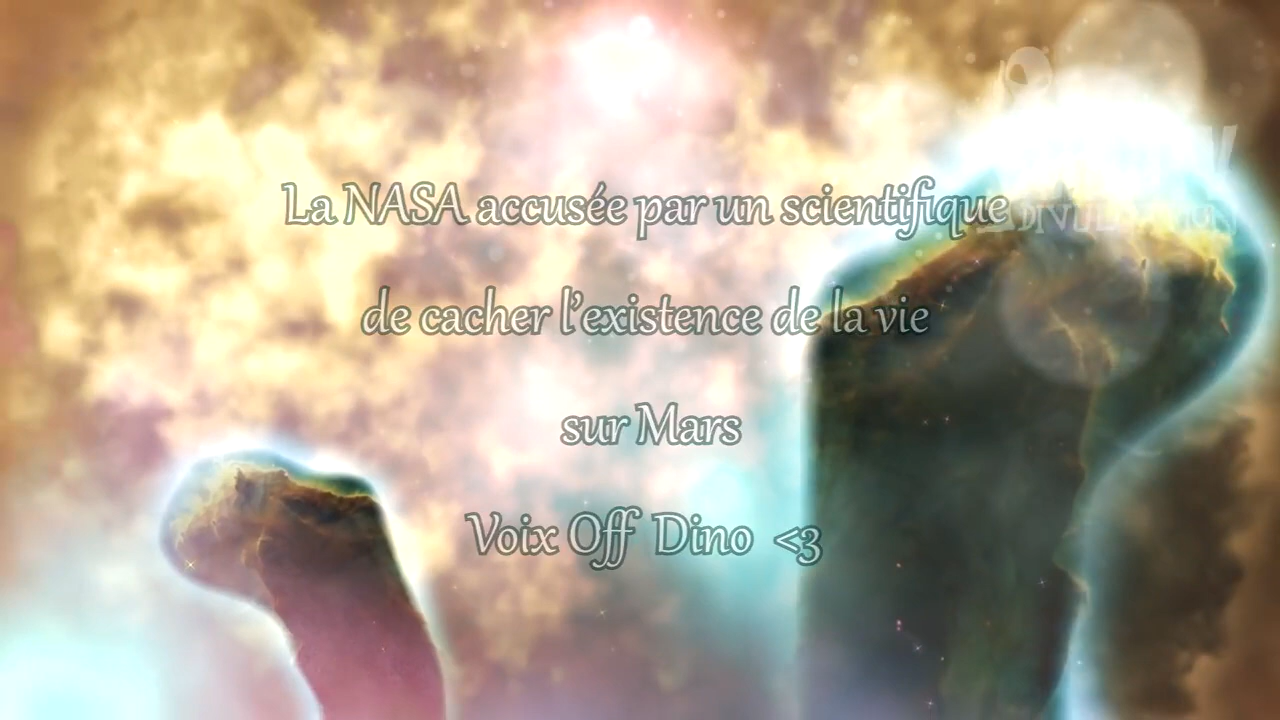 La NASA accusée par un scientifique
de cacher l'existence de la vie
sur Mars
Voix Off Dino <3